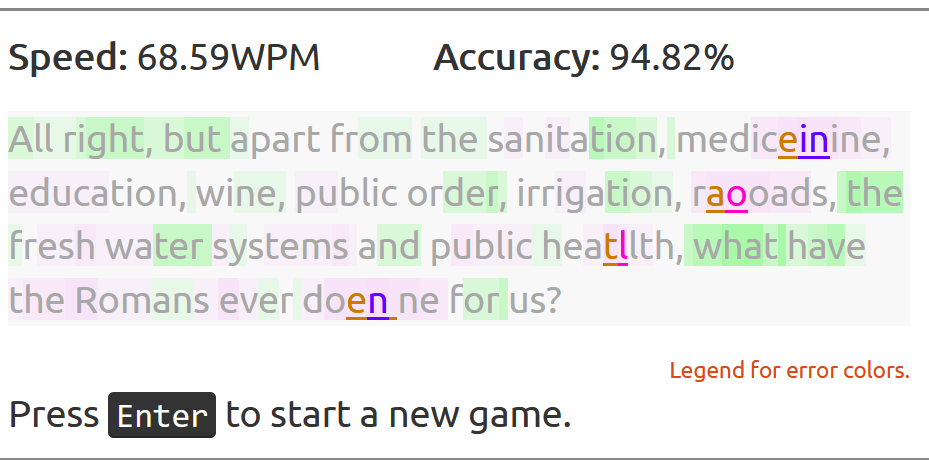 Speed: 68.59WPM Accuracy: 94.82%
All right, but apart from the sanitation, mediceinine,
education, wine, public order, irrigation, raooads, the
fresh water systems and public heatllth, what have
the Romans ever doen ne for us?
Legend for error colors.
Press Enter to start a new game.